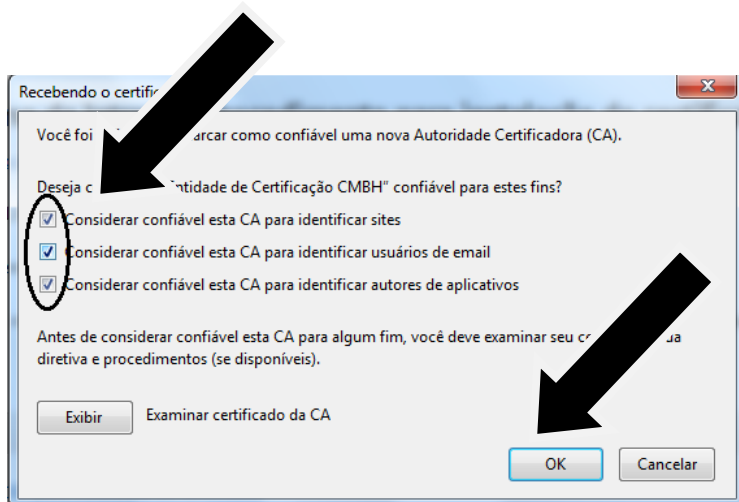 Recebendo o certific
Você foi arcar como confiável uma nova Autoridade Certificadora (CA).
Deseja c ntidade de Certificação CMBH" confiável para estes fins?
Considerar confiável esta CA para identificar sites
Considerar confiável esta CA para identificar usuários de email
Considerar confiável esta CA para identificar autores de aplicativos
Antes de considerar confiável esta CA para algum fim, você deve examinar seu ce ua
diretiva e procedimentos (se disponíveis).
Exibir Examinar certificado da CA
OK Cancelar